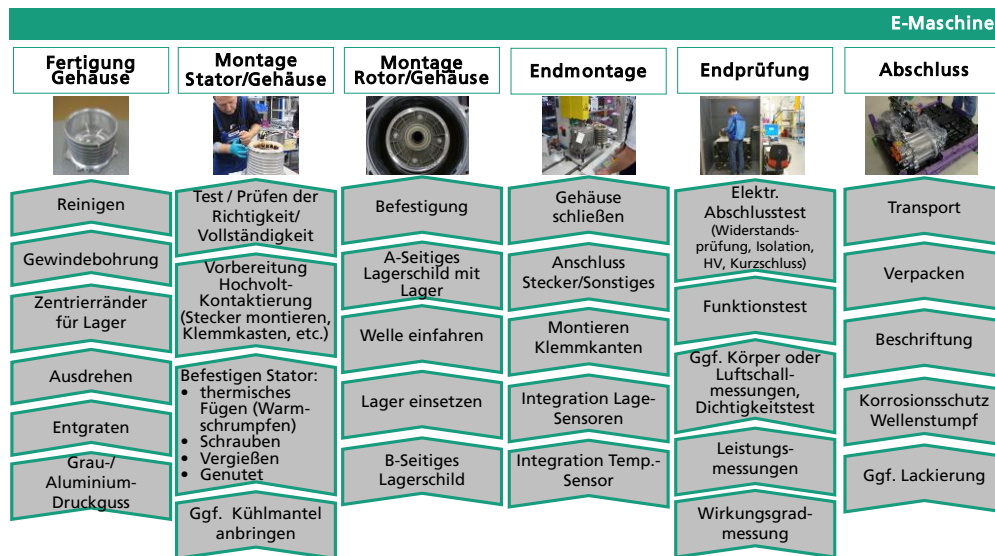 E-Maschine
Fertigung
Gehäuse
Montage
Stator/Gehäuse
Montage
Rotor/Gehäuse
Endmontage
Endprüfung
Abschluss
Reinigen
Gewindebohrung
Zentrierränder
für Lager
Ausdrehen
Entgraten
Grau-/
Aluminium-
Druckguss
Test / Prüfen der
Richtigkeit/
Vollständigkeit
Vorbereitung
Hochvolt-
Kontaktierung
(Stecker montieren,
Klemmkasten, etc.)
Befestigen Stator:
• thermisches
Fügen (Warm-
schrumpfen)
• Schrauben
• Vergießen
• Genutet
Ggf. Kühlmantel
anbringen
Befestigung
A-Seitiges
Lagerschild mit
Lager
Welle einfahren
Lager einsetzen
B-Seitiges
Lagerschild
Gehäuse
schließen
Anschluss
Stecker/Sonstiges
Montieren
Klemmkanten
Integration Lage-
Sensoren
Integration Temp.-
Sensor
Elektr.
Abschlusstest
(Widerstands-
prüfung, Isolation,
HV, Kurzschluss)
Funktionstest
Ggf. Körper oder
Luftschall-
messungen,
Dichtigkeitstest
Leistungs-
messungen
Wirkungsgrad-
messung
Transport
Verpacken
Beschriftung
Korrosionsschutz
Wellenstumpf
Ggf. Lackierung